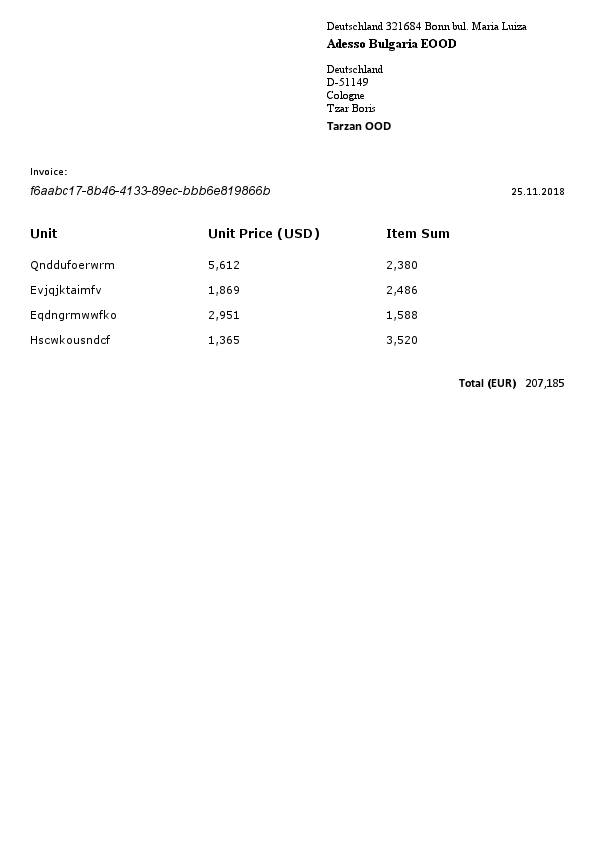 Deutschland 321684 Bonn bul. Maria Luiza
Adesso Bulgaria EOOD
Deutschland
D-51149
Cologne
Tzar Boris
Tarzan OOD
Invoice:
f6aabc17-8b46-4133-89ec-bbb6e819866b 25.11.2018
Unit Unit Price (USD) Item Sum
Qnddufoerwrm 5,612 2,380
Evjqjktaimfv 1,869 2,486
Eqdngrmwwfko 2,951 1,588
Hscwkousndcf 1,365 3,520
Total (EUR) 207,185